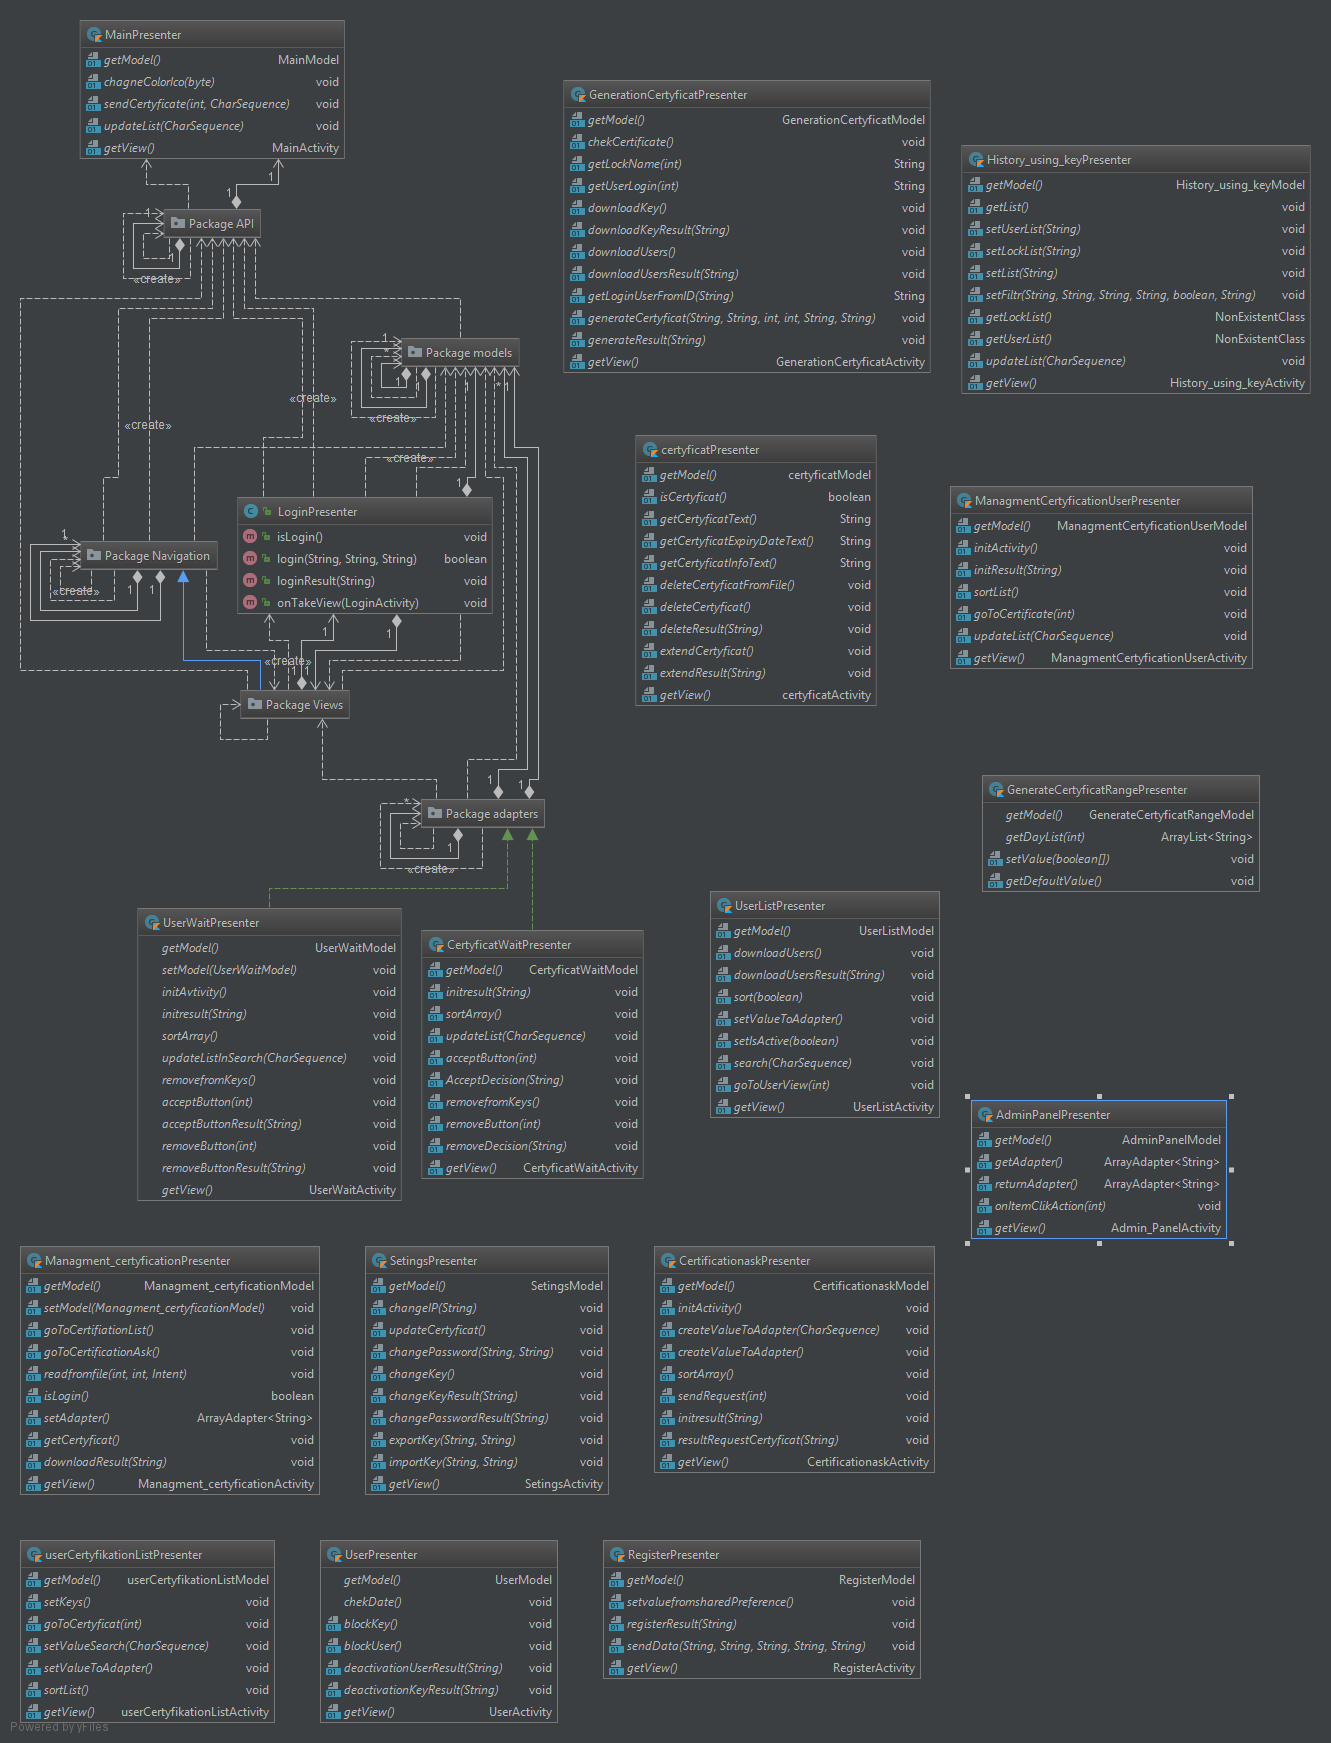 MainPresenter
getModel() MainModel
chagneColorIco(byte) void
sendCertyficate(int, CharSequence) void
updateList(CharSequence) void
getView() MainActivity
1
1
1
Package API
1
«create»
GenerationCertyficatPresenter
getModel() GenerationCertyficatModel
chekCertificate() void
getLockName(int) String
getUserLogin(int) String
downloadKey() void
downloadKeyResult(String) void
downloadUsers() void
downloadUsersResult(String) void
getLoginUserFromID(String) String
generateCertyficat(String, String, int, int, String, String) void
generateResult(String) void
getView() GenerationCertyficatActivity
History_using_keyPresenter
getModel() History_using_keyModel
getList() void
setUserList(String) void
setLockList(String) void
setList(String) void
setFiltr(String, String, String, String, boolean, String) void
getLockList() NonExistentClass
getUserList() NonExistentClass
updateList(CharSequence) void
getView() History_using_keyActivity
1
*
Package models
1
1
1
*
«create»
«create»
«create»
«create»
LoginPresenter
isLogin() void
login(String, String, String) boolean
loginResult(String) void
onTakeView(LoginActivity) void
1
*
Package Navigation
1
1
«create»
1
1
«create»
1
1
Package Views
certyficatPresenter
getModel() certyficatModel
isCertyficat() boolean
getCertyficatText() String
getCertyficatExpiryDateText() String
getCertyficatInfoText() String
deleteCertyficatFromFile() void
deleteCertyficat() void
deleteResult(String) void
extendCertyficat() void
extendResult(String) void
getView() certyficatActivity
ManagmentCertyficationUserPresenter
getModel() ManagmentCertyficationUserModel
initActivity() void
initResult(String) void
sortList() void
goToCertificate(int) void
updateList(CharSequence) void
getView() ManagmentCertyficationUserActivity
1
1
*
Package adapters
1
«create»
GenerateCertyficatRangePresenter
getModel() GenerateCertyficatRangeModel
getDayList(int) ArrayList<String>
setValue(boolean[]) void
getDefaultValue() void
UserWaitPresenter
getModel() UserWaitModel
setModel(UserWaitModel) void
initAvtivity() void
initresult(String) void
sortArray() void
updateListInSearch(CharSequence) void
removefromKeys() void
acceptButton(int) void
acceptButtonResult(String) void
removeButton(int) void
removeButtonResult(String) void
getView() UserWaitActivity
CertyficatWaitPresenter
getModel() CertyficatWaitModel
initresult(String) void
sortArray() void
updateList(CharSequence) void
acceptButton(int) void
AcceptDecision(String) void
removefromKeys() void
removeButton(int) void
removeDecision(String) void
getView() CertyficatWaitActivity
UserListPresenter
getModel() UserListModel
downloadUsers() void
downloadUsersResult(String) void
sort(boolean) void
setValueToAdapter() void
setIsActive(boolean) void
search(CharSequence) void
goToUserView(int) void
getView() UserListActivity
AdminPanelPresenter
getModel() AdminPanelModel
getAdapter() ArrayAdapter<String>
returnAdapter() ArrayAdapter<String>
onItemClikAction(int) void
getView() Admin_PanelActivity
Managment_certyficationPresenter
getModel() Managment_certyficationModel
setModel(Managment_certyficationModel) void
goToCertifiationList() void
goToCertificationAsk() void
readfromfile(int, int, Intent) void
isLogin() boolean
setAdapter() ArrayAdapter<String>
getCertyficat() void
downloadResult(String) void
getView() Managment_certyficationActivity
SetingsPresenter
getModel() SetingsModel
changeIP(String) void
updateCertyficat() void
changePassword(String, String) void
changeKey() void
changeKeyResult(String) void
changePasswordResult(String) void
exportKey(String, String) void
importKey(String, String) void
getView() SetingsActivity
CertificationaskPresenter
getModel() CertificationaskModel
initActivity() void
createValueToAdapter(CharSequence) void
createValueToAdapter() void
sortArray() void
sendRequest(int) void
initresult(String) void
resultRequestCertyficat(String) void
getView() CertificationaskActivity
userCertyfikationListPresenter
getModel() userCertyfikationListModel
setKeys() void
goToCertyficat(int) void
setValueSearch(CharSequence) void
setValueToAdapter() void
sortList() void
getView() userCertyfikationListActivity
UserPresenter
getModel() UserModel
chekDate() void
blockKey() void
blockUser() void
deactivationUserResult(String) void
deactivationKeyResult(String) void
getView() UserActivity
RegisterPresenter
getModel() RegisterModel
setvaluefromsharedPreference() void
registerResult(String) void
sendData(String, String, String, String, String) void
getView() RegisterActivity
Powered by yFiles